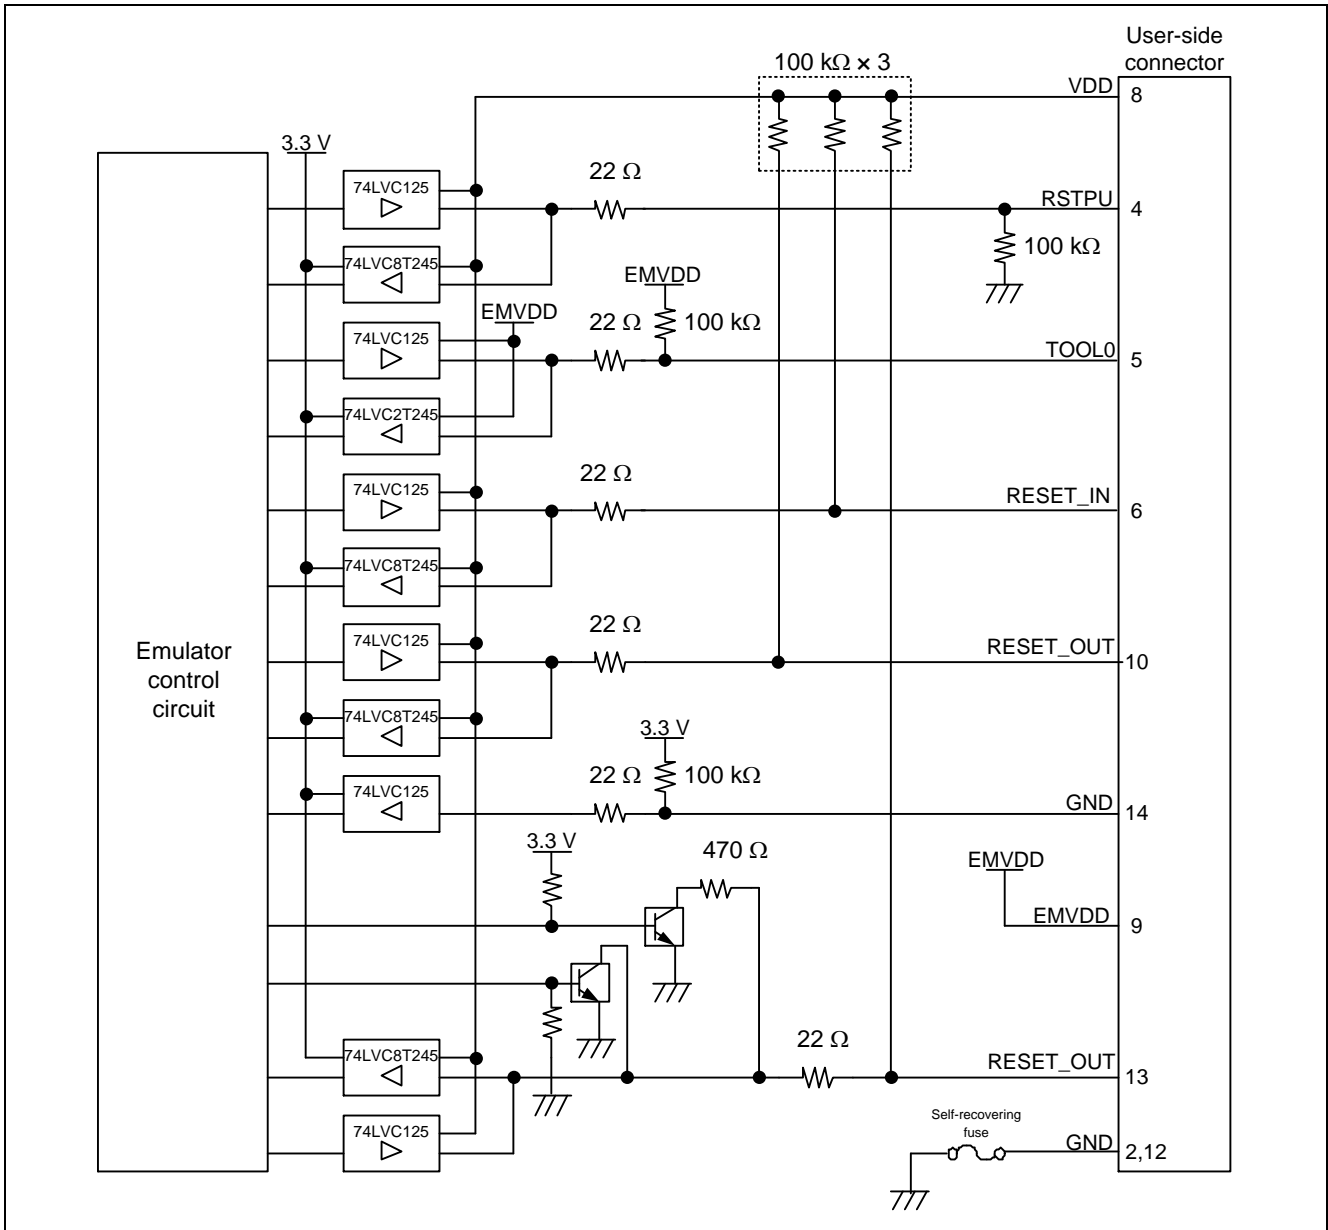 User-side
connector
100 kΩ × 3
VDD 8
3.3 V
74LVC125
22 Ω
RSTPU 4
100 kΩ
74LVC8T245
EMVDD
EMVDD
74LVC125
22 Ω
100 kΩ
TOOL0 5
74LVC2T245
74LVC125
22 Ω
RESET_IN 6
74LVC8T245
Emulator
control
circuit
74LVC125
22 Ω
RESET_OUT 10
74LVC8T245
3.3 V
74LVC125
22 Ω
100 kΩ
GND 14
3.3 V
470 Ω
EMVDD
EMVDD 9
74LVC8T245
22 Ω
RESET_OUT 13
74LVC125
Self-recovering
fuse
GND 2,12